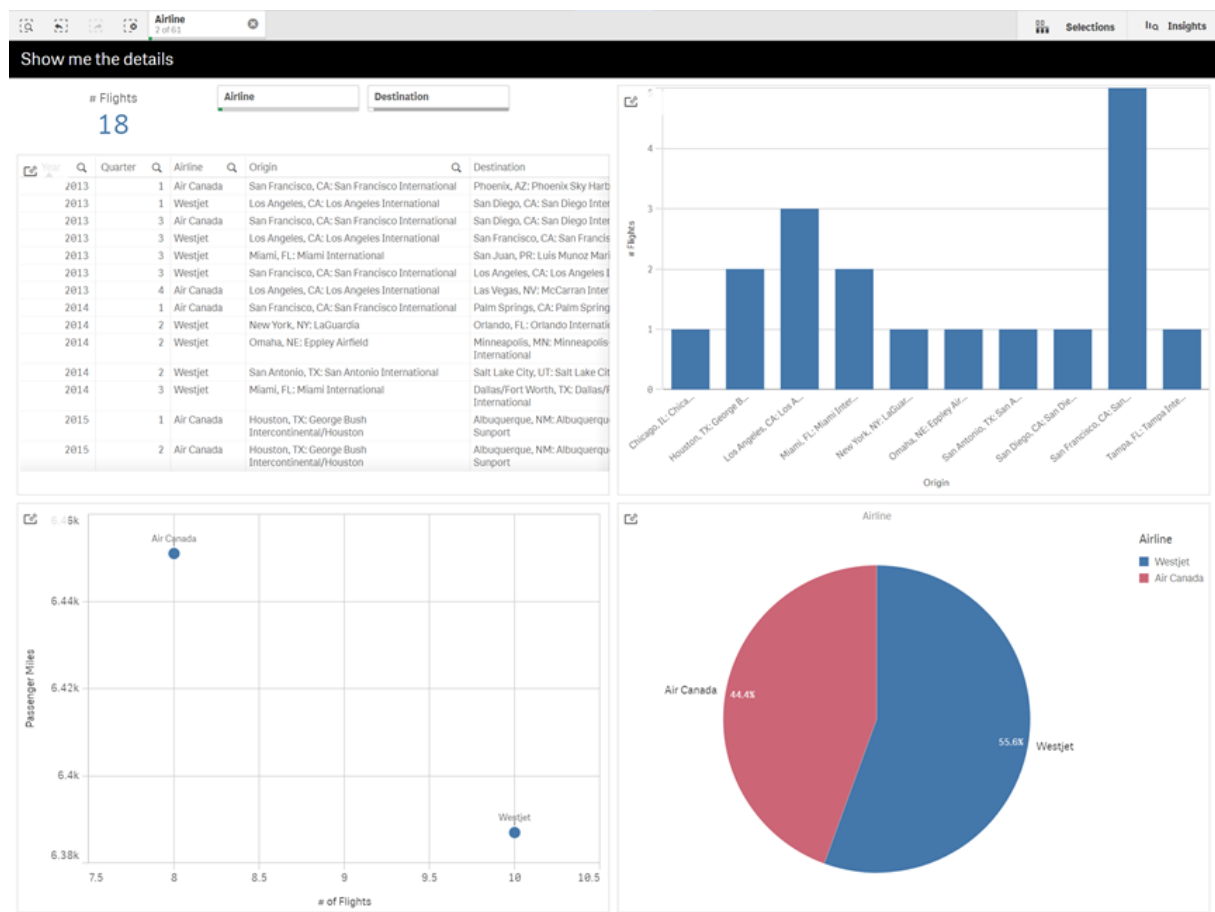 Airline
2 of 61
Selections
Insights
Show me the details
# Flights
18
Airline
Destination
Year Quarter Airline Origin Destination
2013 1 Air Canada San Francisco, CA: San Francisco International Phoenix, AZ: Phoenix Sky Harb
2013 1 Westjet Los Angeles, CA: Los Angeles International San Diego, CA: San Diego Inter
2013 3 Air Canada San Francisco, CA: San Francisco International San Diego, CA: San Diego Inter
2013 3 Westjet Los Angeles, CA: Los Angeles International San Francisco, CA: San Francis
2013 3 Westjet Miami, FL: Miami International San Juan, PR: Luis Munoz Mari
2013 3 Westjet San Francisco, CA: San Francisco International Los Angeles, CA: Los Angeles I
2013 4 Air Canada Los Angeles, CA: Los Angeles International Las Vegas, NV: McCarran Inter
2014 1 Air Canada San Francisco, CA: San Francisco International Palm Springs, CA: Palm Spring
2014 2 Westjet New York, NY: LaGuardia Orlando, FL: Orlando Internati
2014 2 Westjet Omaha, NE: Eppley Airfield Minneapolis, MN: Minneapolis-
International
2014 2 Westjet San Antonio, TX: San Antonio International Salt Lake City, UT: Salt Lake Cit
2014 3 Westjet Miami, FL: Miami International Dallas/Fort Worth, TX: Dallas/F
International
2015 1 Air Canada Houston, TX: George Bush Albuquerque, NM: Albuquerqu
Intercontinental/Houston Sunport
2015 2 Air Canada Houston, TX: George Bush Albuquerque, NM: Albuquerqu
Intercontinental/Houston Sunport
5
4
3
2
1
0
# Flights
Chicago, IL: Chica...
Houston, TX: George B...
Los Angeles, CA: Los A...
Miami, FL: Miami Inter...
New York, NY: LaGuar...
Omaha, NE: Eppley Air...
San Antonio, TX: San A...
San Diego, CA: San Die...
San Francisco, CA: San...
Tampa, FL: Tampa Inte...
Origin
6.46k
6.44k
6.42k
6.4k
6.38k
Passenger Miles
Air Canada
Westjet
7.5 8 8.5 9 9.5 10 10.5
# of Flights
Airline
Airline
Westjet
Air Canada
Air Canada 44.4%
55.6% Westjet